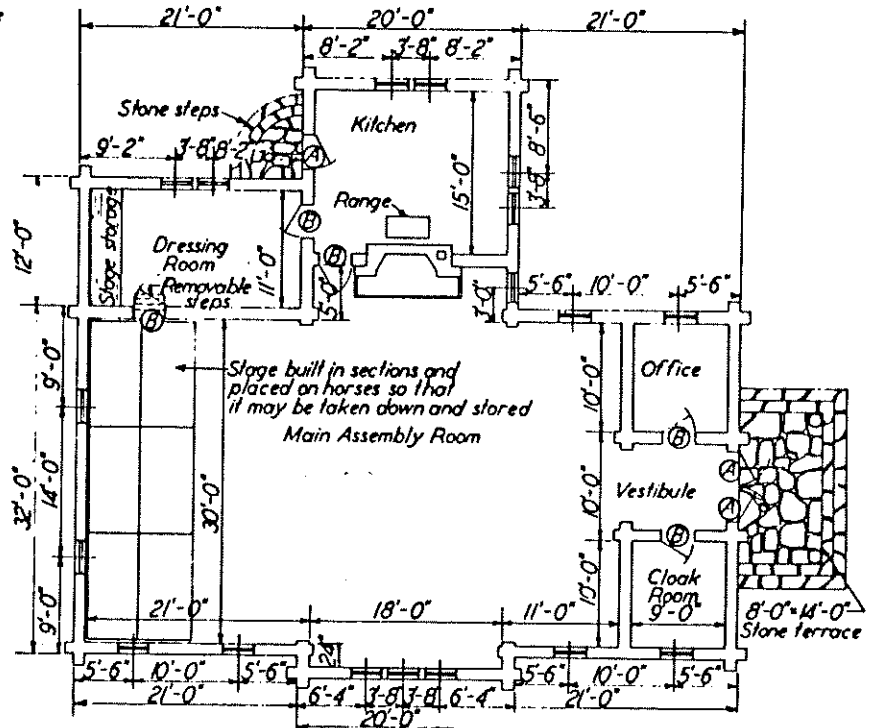 21'-0"
20'-0"
21'-0"
8'-2"
3'-8"
8'-2"
Stone steps
Kitchen
A
9'-2"
3'-8"
8'-2"
8'-6"
3'-8"
15'-0"
Range
B
B
12'-0"
Stage storage
Dressing
Room
Removable
steps
11'-0"
B
5'-0"
3'-0"
5'-6"
10'-0"
5'-6"
9'-0"
14'-0"
9'-0"
32'-0"
30'-0"
Stage built in sections and
placed on horses so that
it may be taken down and stored
Main Assembly Room
Office
10'-0"
B
Vestibule
A
A
10'-0"
B
Cloak
Room
10'-0"
9'-0"
8'-0"=14'-0"
Stone terrace
21'-0"
18'-0"
11'-0"
24"
5'-6"
10'-0"
5'-6"
6'-4"
3'-8"
3'-8"
6'-4"
5'-6"
10'-0"
5'-6"
21'-0"
20'-0"
21'-0"